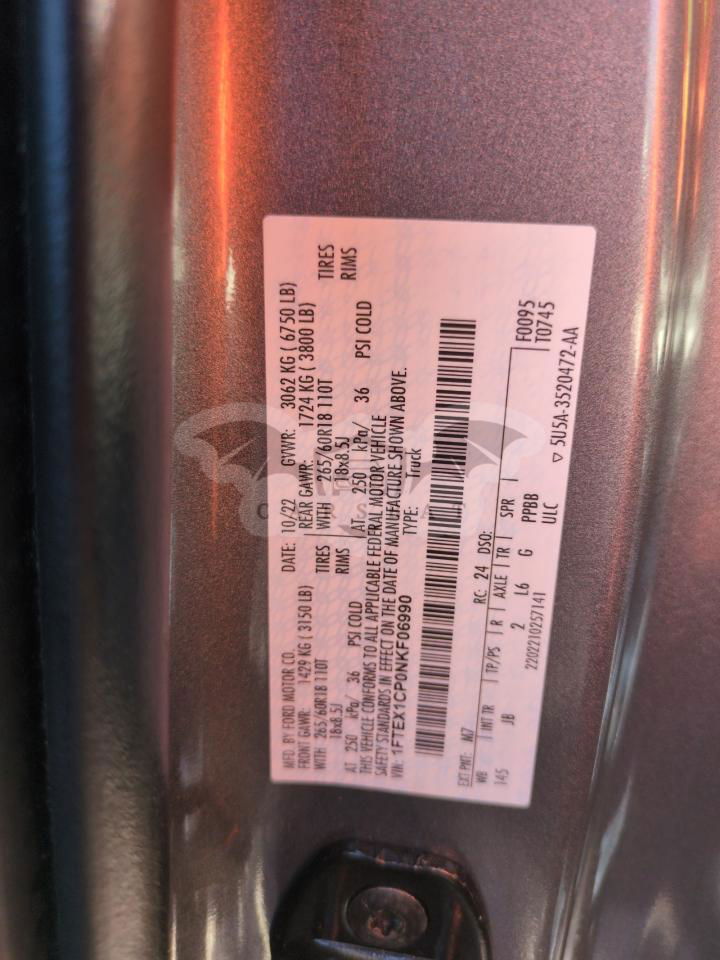 MFD. BY FORD MOTOR CO.
DATE: 10/22 GVWR: 3062 KG ( 6750 LB)
FRONT GAWR: 1429 KG ( 3150 LB) REAR GAWR: 1724 KG ( 3800 LB)
WITH 265/60R18 110T TIRES WITH 265/60R18 110T TIRES
18x8.5J RIMS 18x8.5J RIMS
AT 250 kPa/ 36 PSI COLD AT 250 kPa/ 36 PSI COLD
THIS VEHICLE CONFORMS TO ALL APPLICABLE FEDERAL MOTOR VEHICLE
SAFETY STANDARDS IN EFFECT ON THE DATE OF MANUFACTURE SHOWN ABOVE.
VIN: 1FTEX1CP0NKF06990 TYPE: Truck
EXT PNT: M7 RC: 24 DSO: F0095
WB INT TR TP/PS R AXLE TR SPR T0745
145 JB 2 L6 G PPBB
2202210257141 ULC
▽ 5U5A-3520472-AA